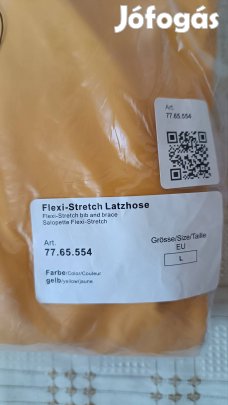 Jófogás
Art.
77.65.554
Flexi-Stretch Latzhose
Flexi-Stretch bib and brace
Salopette Flexi-Stretch
Art.
77.65.554
Grösse/Size/Taille
EU
L
Farbe/Color/Couleur
gelb/yellow/jaune